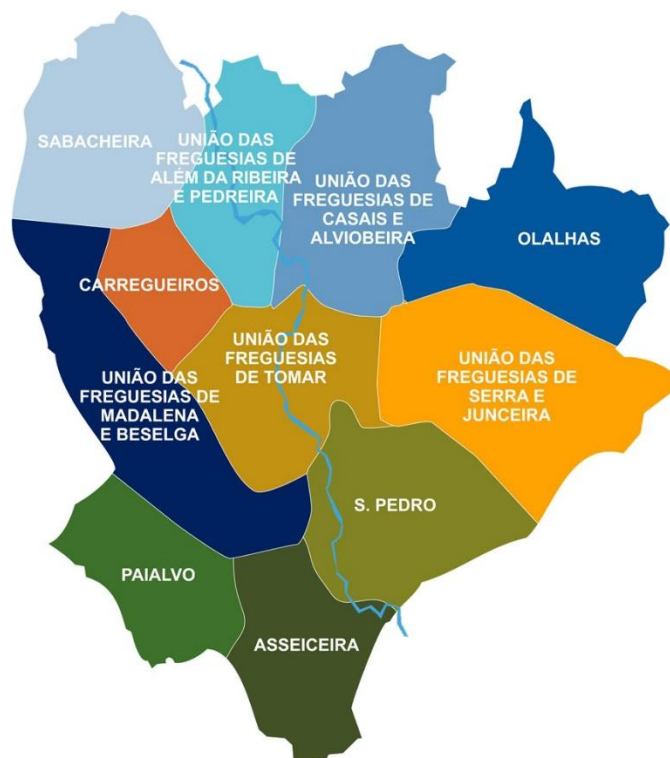 SABACHEIRA
UNIÃO DAS
FREGUESIAS DE
ALÉM DA RIBEIRA
E PEDREIRA
UNIÃO DAS
FREGUESIAS DE
CASAIS E
ALVIOBEIRA
OLALHAS
CARREGUEIROS
UNIÃO DAS
FREGUESIAS
DE TOMAR
UNIÃO DAS
FREGUESIAS DE
SERRA E
JUNCEIRA
UNIÃO DAS
FREGUESIAS DE
MADALENA
E BESELGA
S. PEDRO
PAIALVO
ASSEICEIRA